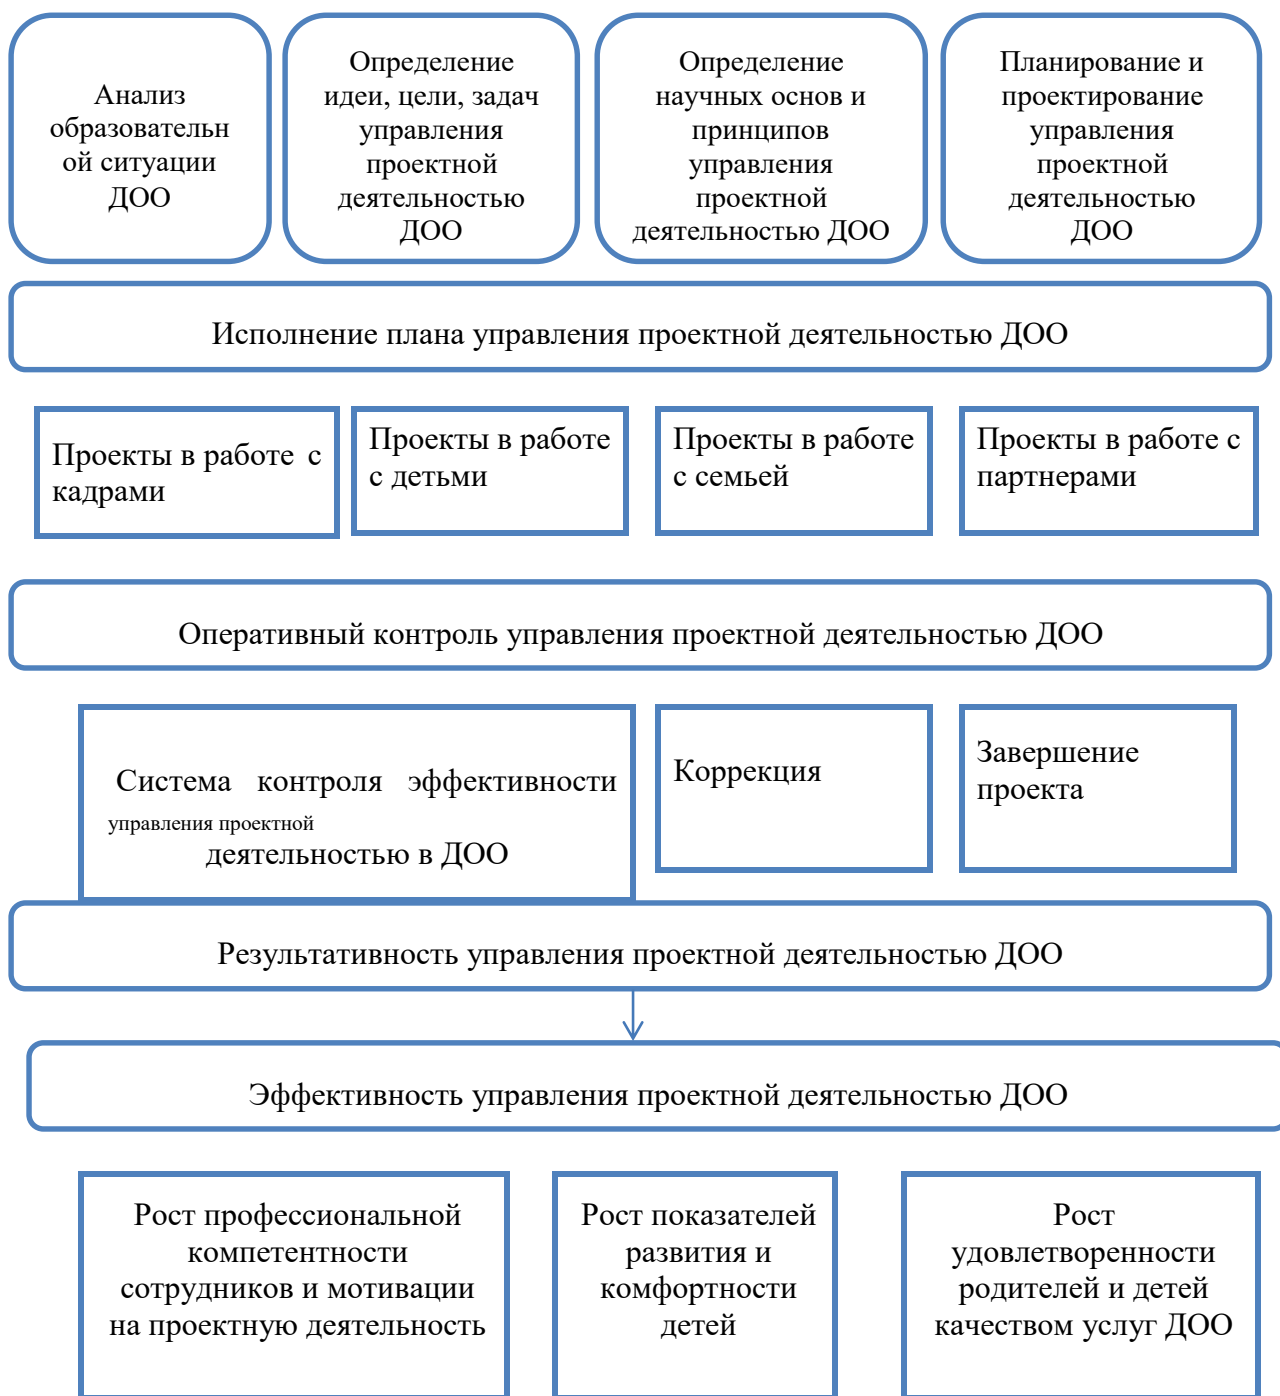 Анализ
образовательн
ой ситуации
ДОО
Определение
идеи, цели, задач
управления
проектной
деятельностью
ДОО
Определение
научных основ и
принципов
управления
проектной
деятельностью ДОО
Планирование и
проектирование
управления
проектной
деятельностью
ДОО
Исполнение плана управления проектной деятельностью ДОО
Проекты в работе с
кадрами
Проекты в работе
с детьми
Проекты в работе
с семьей
Проекты в работе с
партнерами
Оперативный контроль управления проектной деятельностью ДОО
Система контроля эффективности
управления проектной
деятельностью в ДОО
Коррекция
Завершение
проекта
Результативность управления проектной деятельностью ДОО
Эффективность управления проектной деятельностью ДОО
Рост профессиональной
компетентности
сотрудников и мотивации
на проектную деятельность
Рост показателей
развития и
комфортности
детей
Рост
удовлетворенности
родителей и детей
качеством услуг ДОО